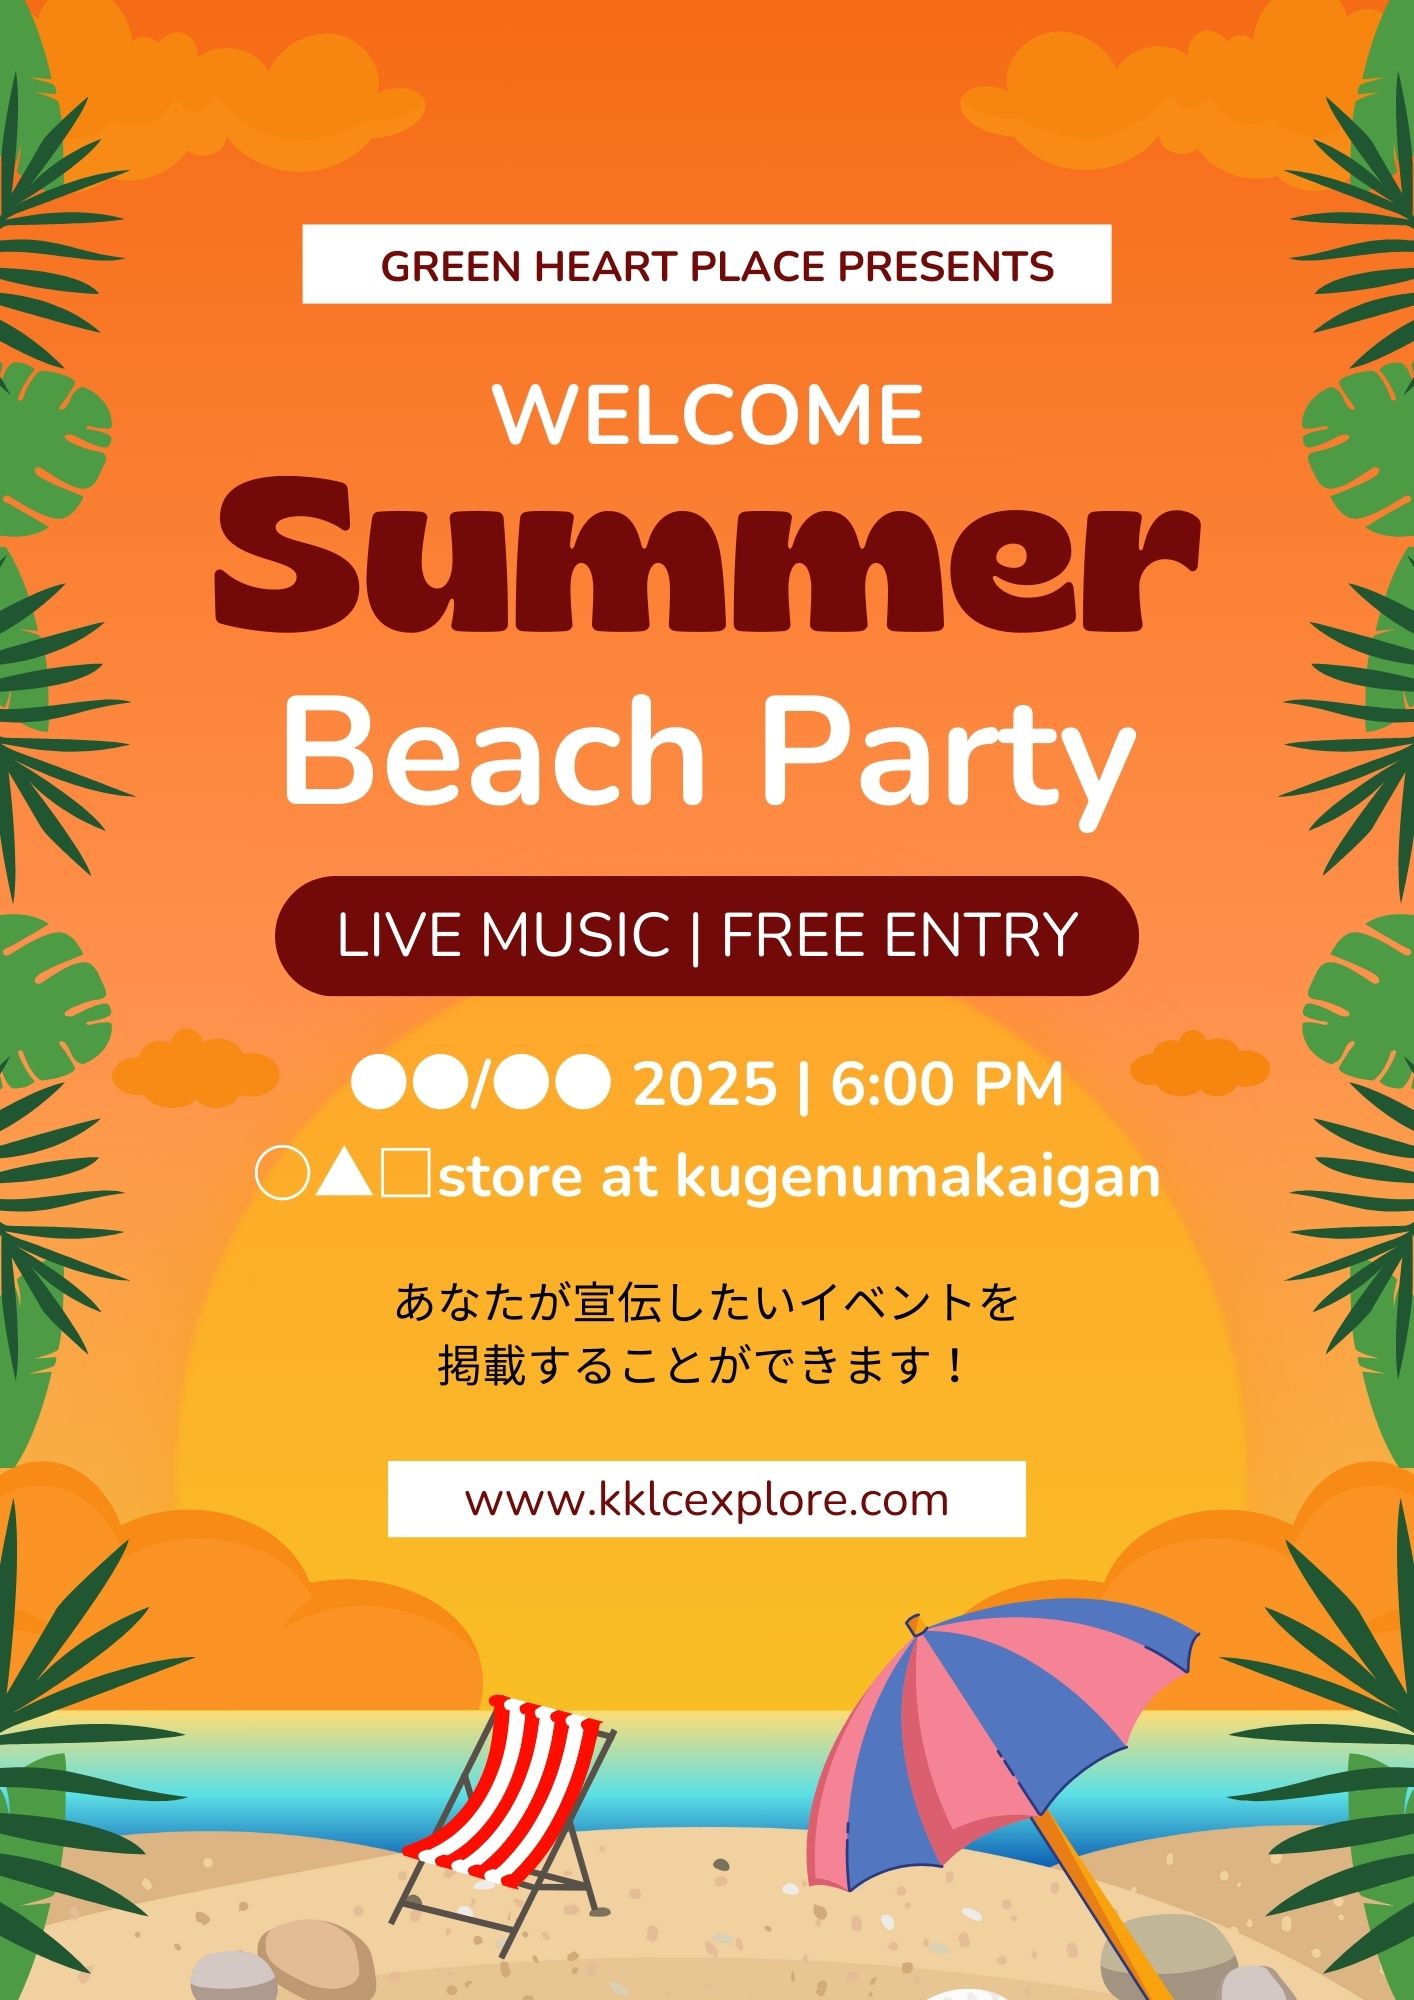 GREEN HEART PLACE PRESENTS
WELCOME
Summer
Beach Party
LIVE MUSIC | FREE ENTRY
●●/●● 2025 | 6:00 PM
○▲□store at kugenumakaigan
あなたが宣伝したいイベントを
掲載することができます！
www.kklcexplore.com